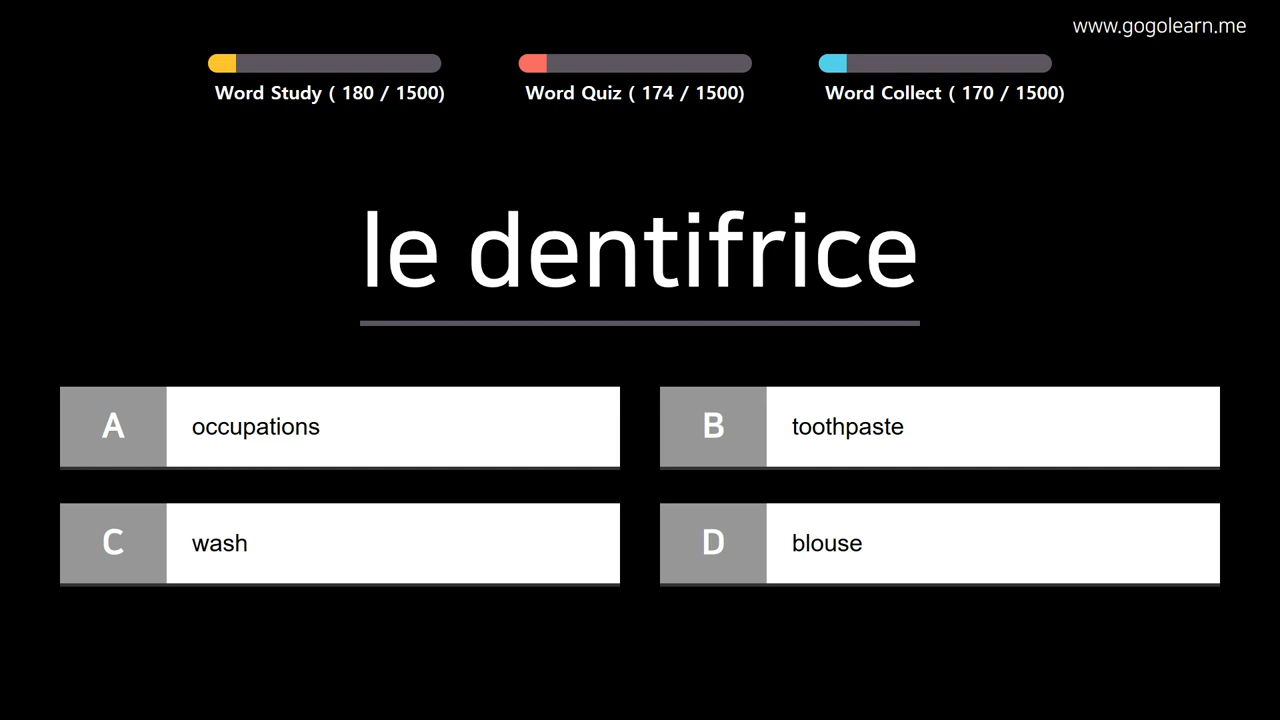 www.gogolearn.me
Word Study ( 180 / 1500)
Word Quiz ( 174 / 1500)
Word Collect ( 170 / 1500)
le dentifrice
A occupations
B toothpaste
C wash
D blouse